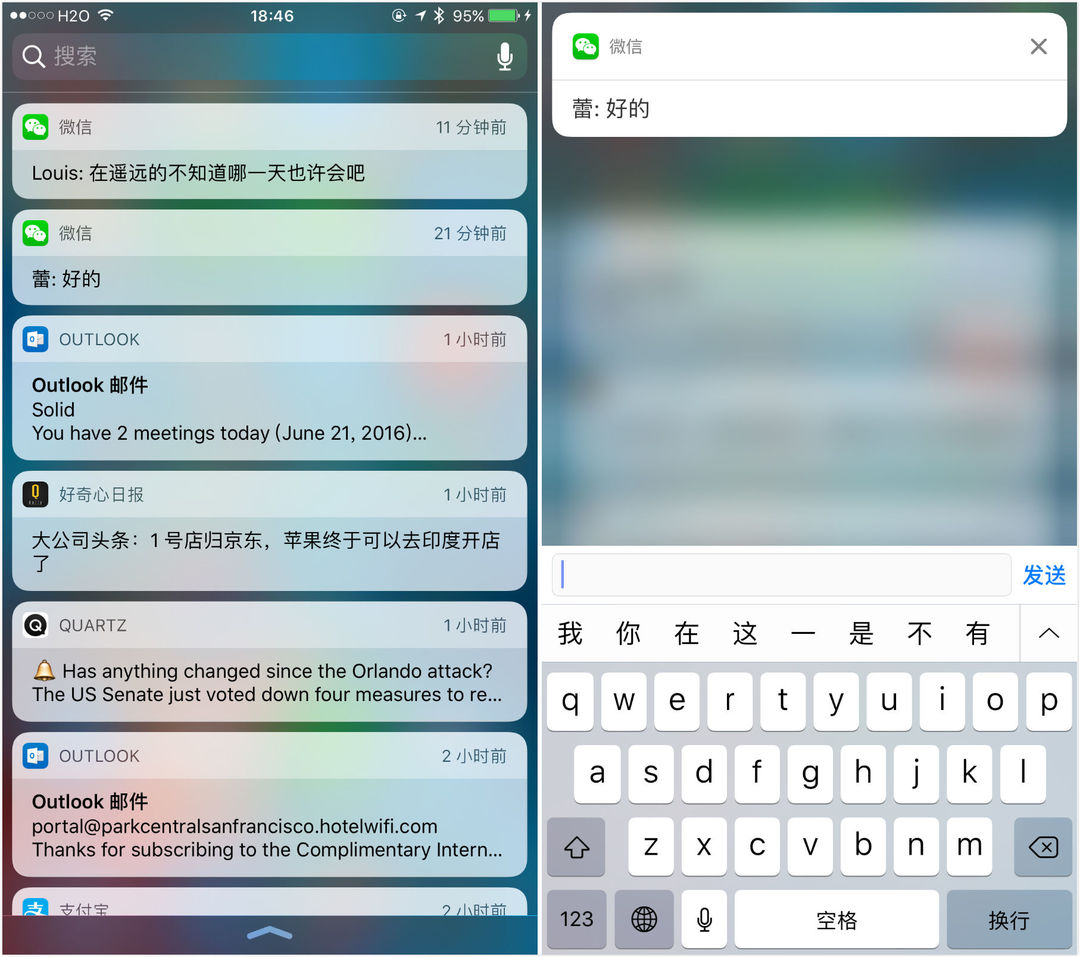 H2O 18:46 95%
搜索
微信 11 分钟前
Louis: 在遥远的不知道哪一天也许会吧
微信 21 分钟前
蕾: 好的
OUTLOOK 1 小时前
Outlook 邮件
Solid
You have 2 meetings today (June 21, 2016)...
好奇心日报 1 小时前
大公司头条：1 号店归京东，苹果终于可以去印度开店
了
QUARTZ 1 小时前
🔔 Has anything changed since the Orlando attack?
The US Senate just voted down four measures to re...
OUTLOOK 2 小时前
Outlook 邮件
portal@parkcentralsanfrancisco.hotelwifi.com
Thanks for subscribing to the Complimentary Intern...
支付宝 2 小时前
微信
蕾: 好的
发送
我 你 在 这 一 是 不 有
q w e r t y u i o p
a s d f g h j k l
z x c v b n m
123 空格 换行